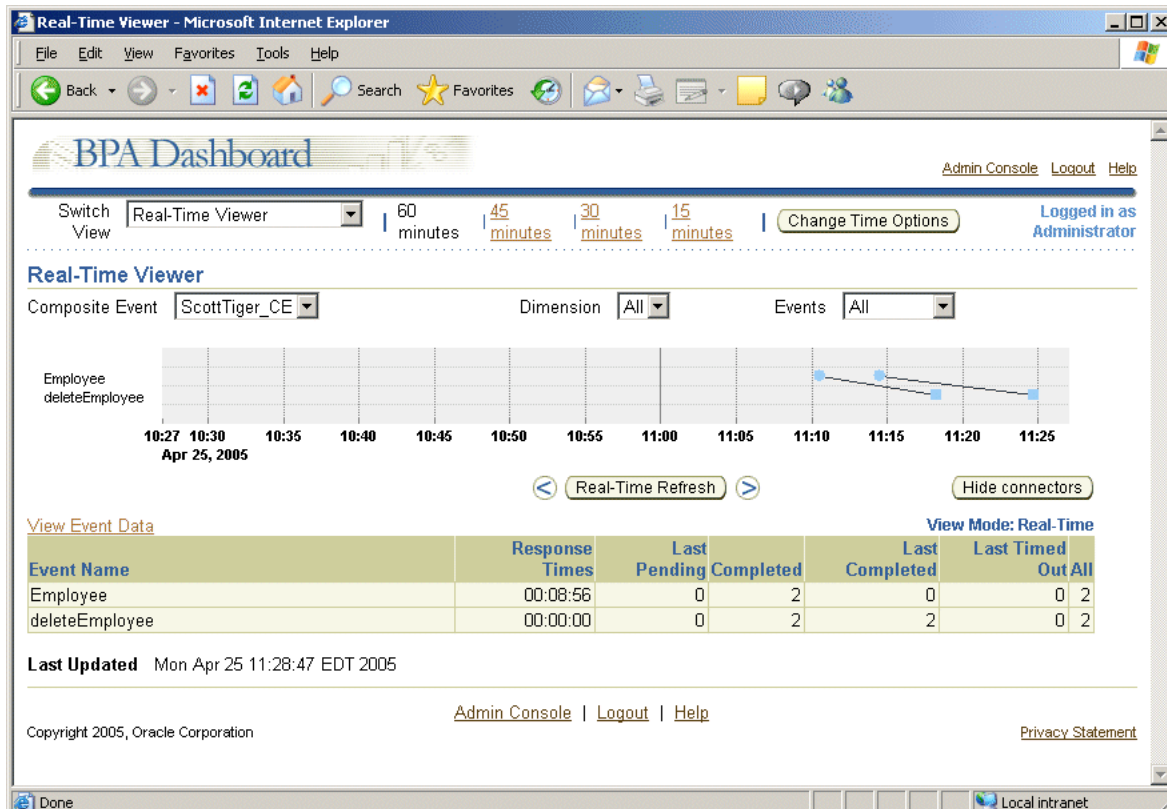 Real-Time Viewer - Microsoft Internet Explorer
File Edit View Favorites Tools Help
Back Search Favorites
BPA Dashboard
Admin Console Logout Help
Switch View Real-Time Viewer | 60 minutes | 45 minutes | 30 minutes | 15 minutes | Change Time Options Logged in as Administrator
Real-Time Viewer
Composite Event ScottTiger_CE Dimension All Events All
Employee
deleteEmployee
10:27 10:30 10:35 10:40 10:45 10:50 10:55 11:00 11:05 11:10 11:15 11:20 11:25
Apr 25, 2005
< Real-Time Refresh > Hide connectors
View Event Data View Mode: Real-Time
Event Name Response Times Last Pending Completed Last Completed Last Timed Out All
Employee 00:08:56 0 2 0 0 2
deleteEmployee 00:00:00 0 2 2 0 2
Last Updated Mon Apr 25 11:28:47 EDT 2005
Admin Console | Logout | Help
Copyright 2005, Oracle Corporation Privacy Statement
Done Local intranet